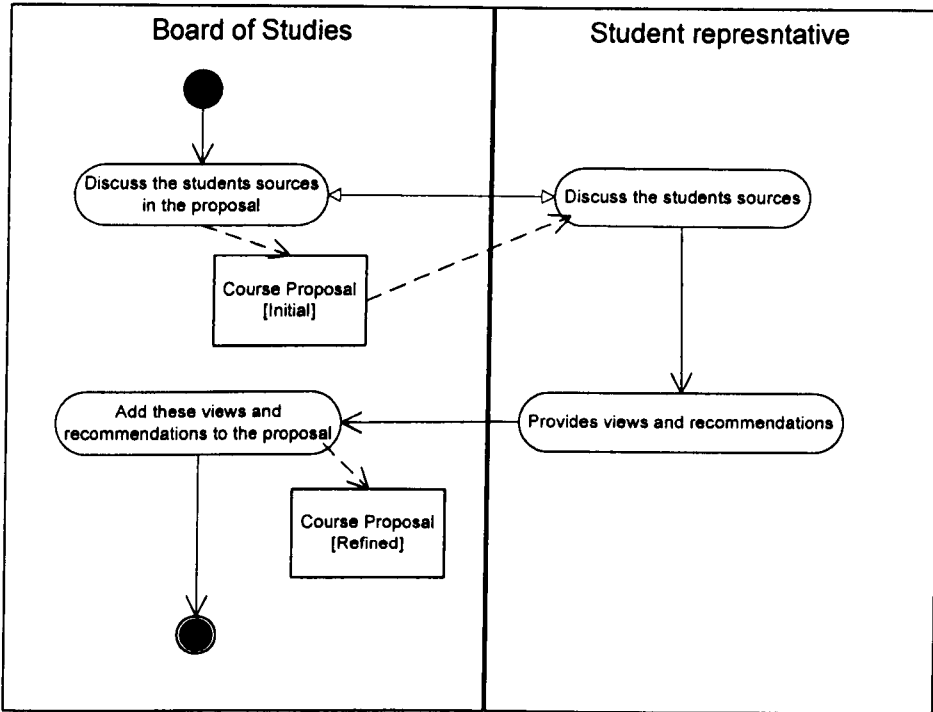 Board of Studies
Student represntative
Discuss the students sources
in the proposal
Discuss the students sources
Course Proposal
[Initial]
Add these views and
recommendations to the proposal
Provides views and recommendations
Course Proposal
[Refined]